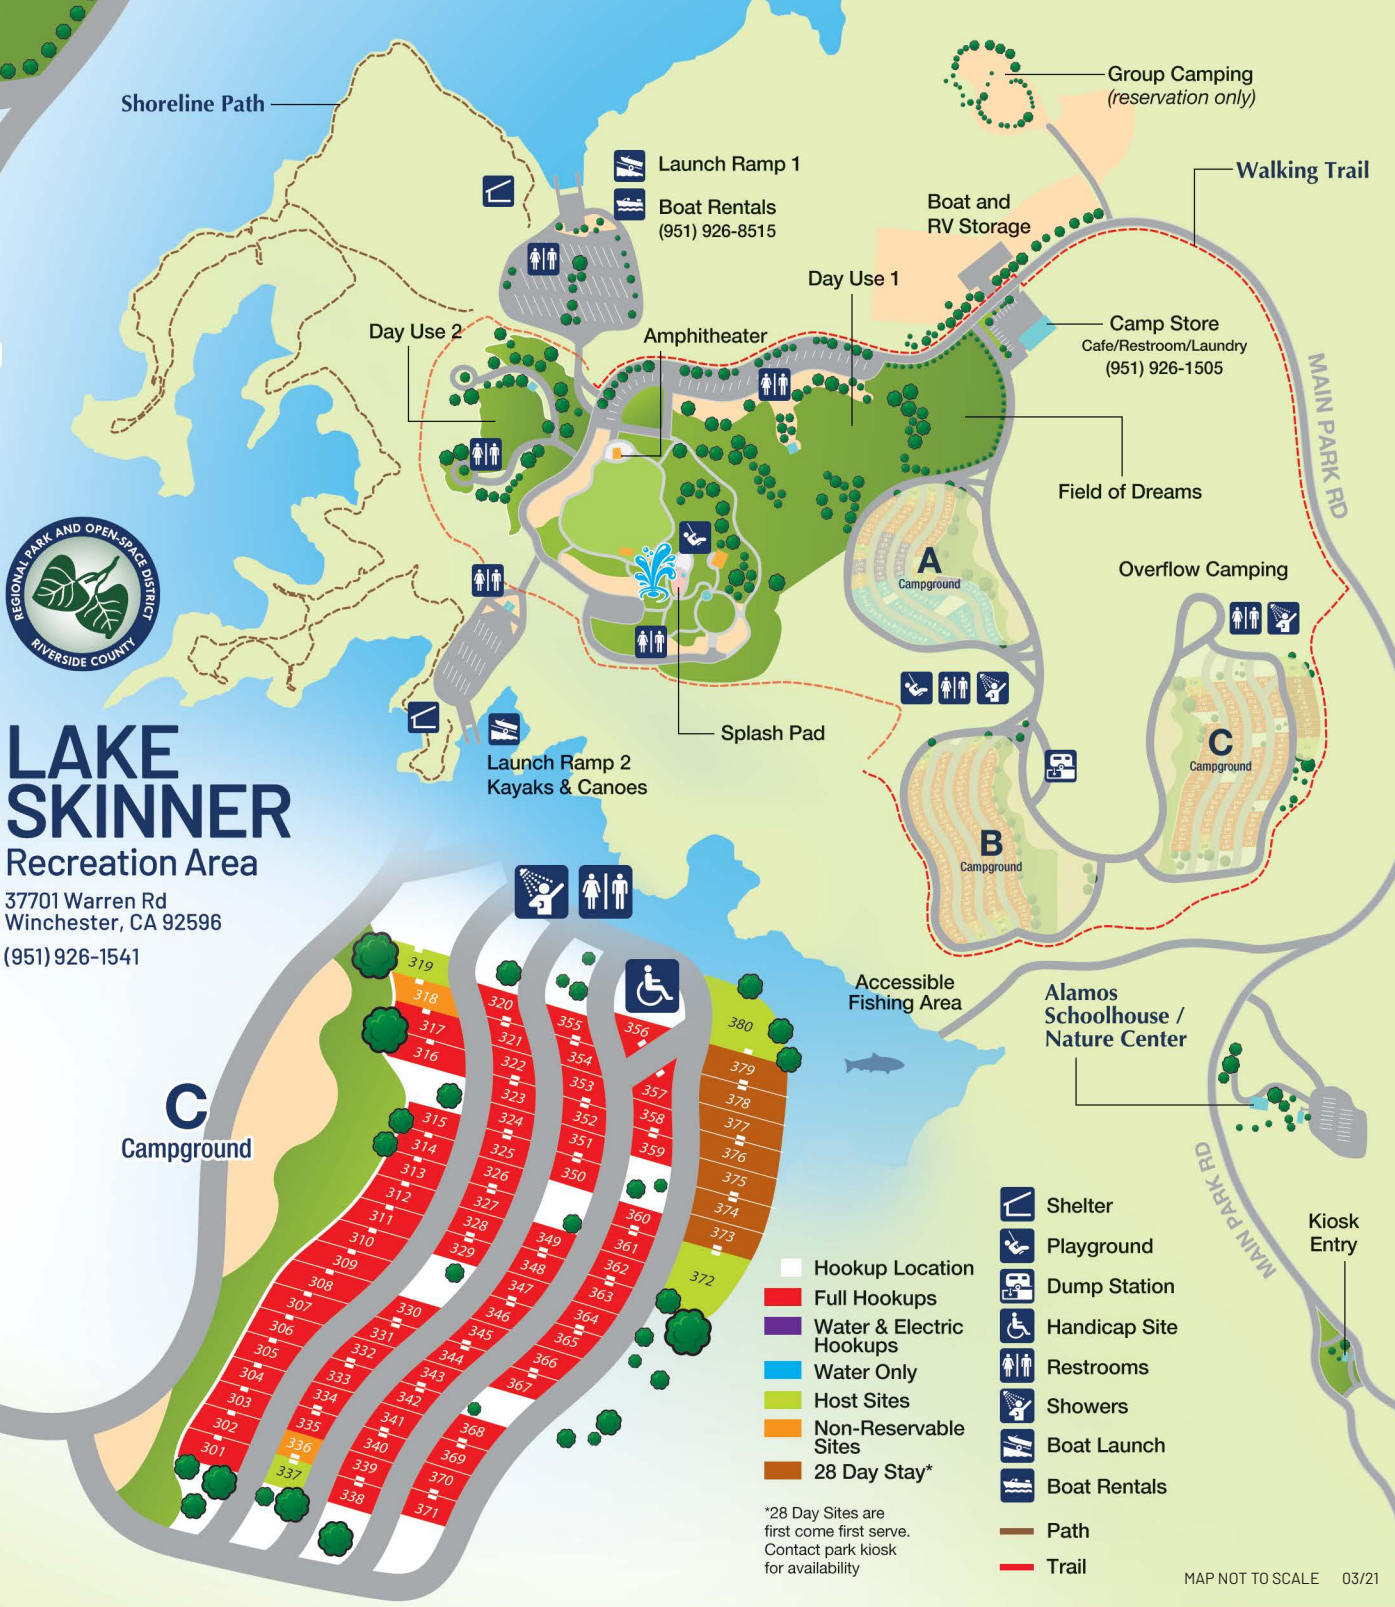 Shoreline Path
Launch Ramp 1
Boat Rentals
(951) 926-8515
Group Camping
(reservation only)
Walking Trail
Boat and
RV Storage
Day Use 1
Day Use 2
Amphitheater
Camp Store
Cafe/Restroom/Laundry
(951) 926-1505
MAIN PARK RD
Field of Dreams
A
Campground
Overflow Camping
C
Campground
B
Campground
Splash Pad
Launch Ramp 2
Kayaks & Canoes
REGIONAL PARK AND OPEN-SPACE DISTRICT
RIVERSIDE COUNTY
LAKE
SKINNER
Recreation Area
37701 Warren Rd
Winchester, CA 92596
(951) 926-1541
Accessible
Fishing Area
Alamos
Schoolhouse /
Nature Center
MAIN PARK RD
Kiosk
Entry
C
Campground
319
318
317
316
315
314
313
312
311
310
309
308
307
306
305
304
303
302
301
320
321
322
323
324
325
326
327
328
329
330
331
332
333
334
335
336
337
355
354
353
352
351
350
349
348
347
346
345
344
343
342
341
340
339
338
356
357
358
359
360
361
362
363
364
365
366
367
368
369
370
371
380
379
378
377
376
375
374
373
372
Hookup Location
Full Hookups
Water & Electric
Hookups
Water Only
Host Sites
Non-Reservable
Sites
28 Day Stay*
*28 Day Sites are
first come first serve.
Contact park kiosk
for availability
Shelter
Playground
Dump Station
Handicap Site
Restrooms
Showers
Boat Launch
Boat Rentals
Path
Trail
MAP NOT TO SCALE 03/21